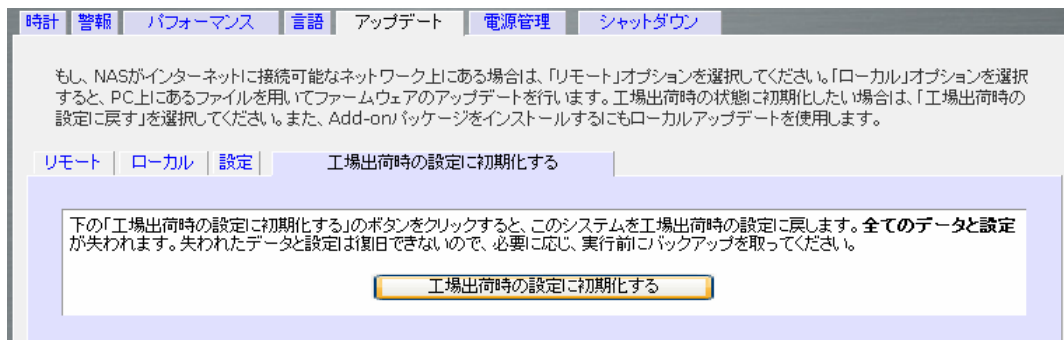 時計 警報 パフォーマンス 言語 アップデート 電源管理 シャットダウン
もし、NASがインターネットに接続可能なネットワーク上にある場合は、「リモート」オプションを選択してください。「ローカル」オプションを選択
すると、PC上にあるファイルを用いてファームウェアのアップデートを行います。工場出荷時の状態に初期化したい場合は、「工場出荷時の
設定に戻す」を選択してください。また、Add-onパッケージをインストールするにもローカルアップデートを使用します。
リモート ローカル 設定 工場出荷時の設定に初期化する
下の「工場出荷時の設定に初期化する」のボタンをクリックすると、このシステムを工場出荷時の設定に戻します。全てのデータと設定
が失われます。失われたデータと設定は復旧できないので、必要に応じ、実行前にバックアップを取ってください。
工場出荷時の設定に初期化する